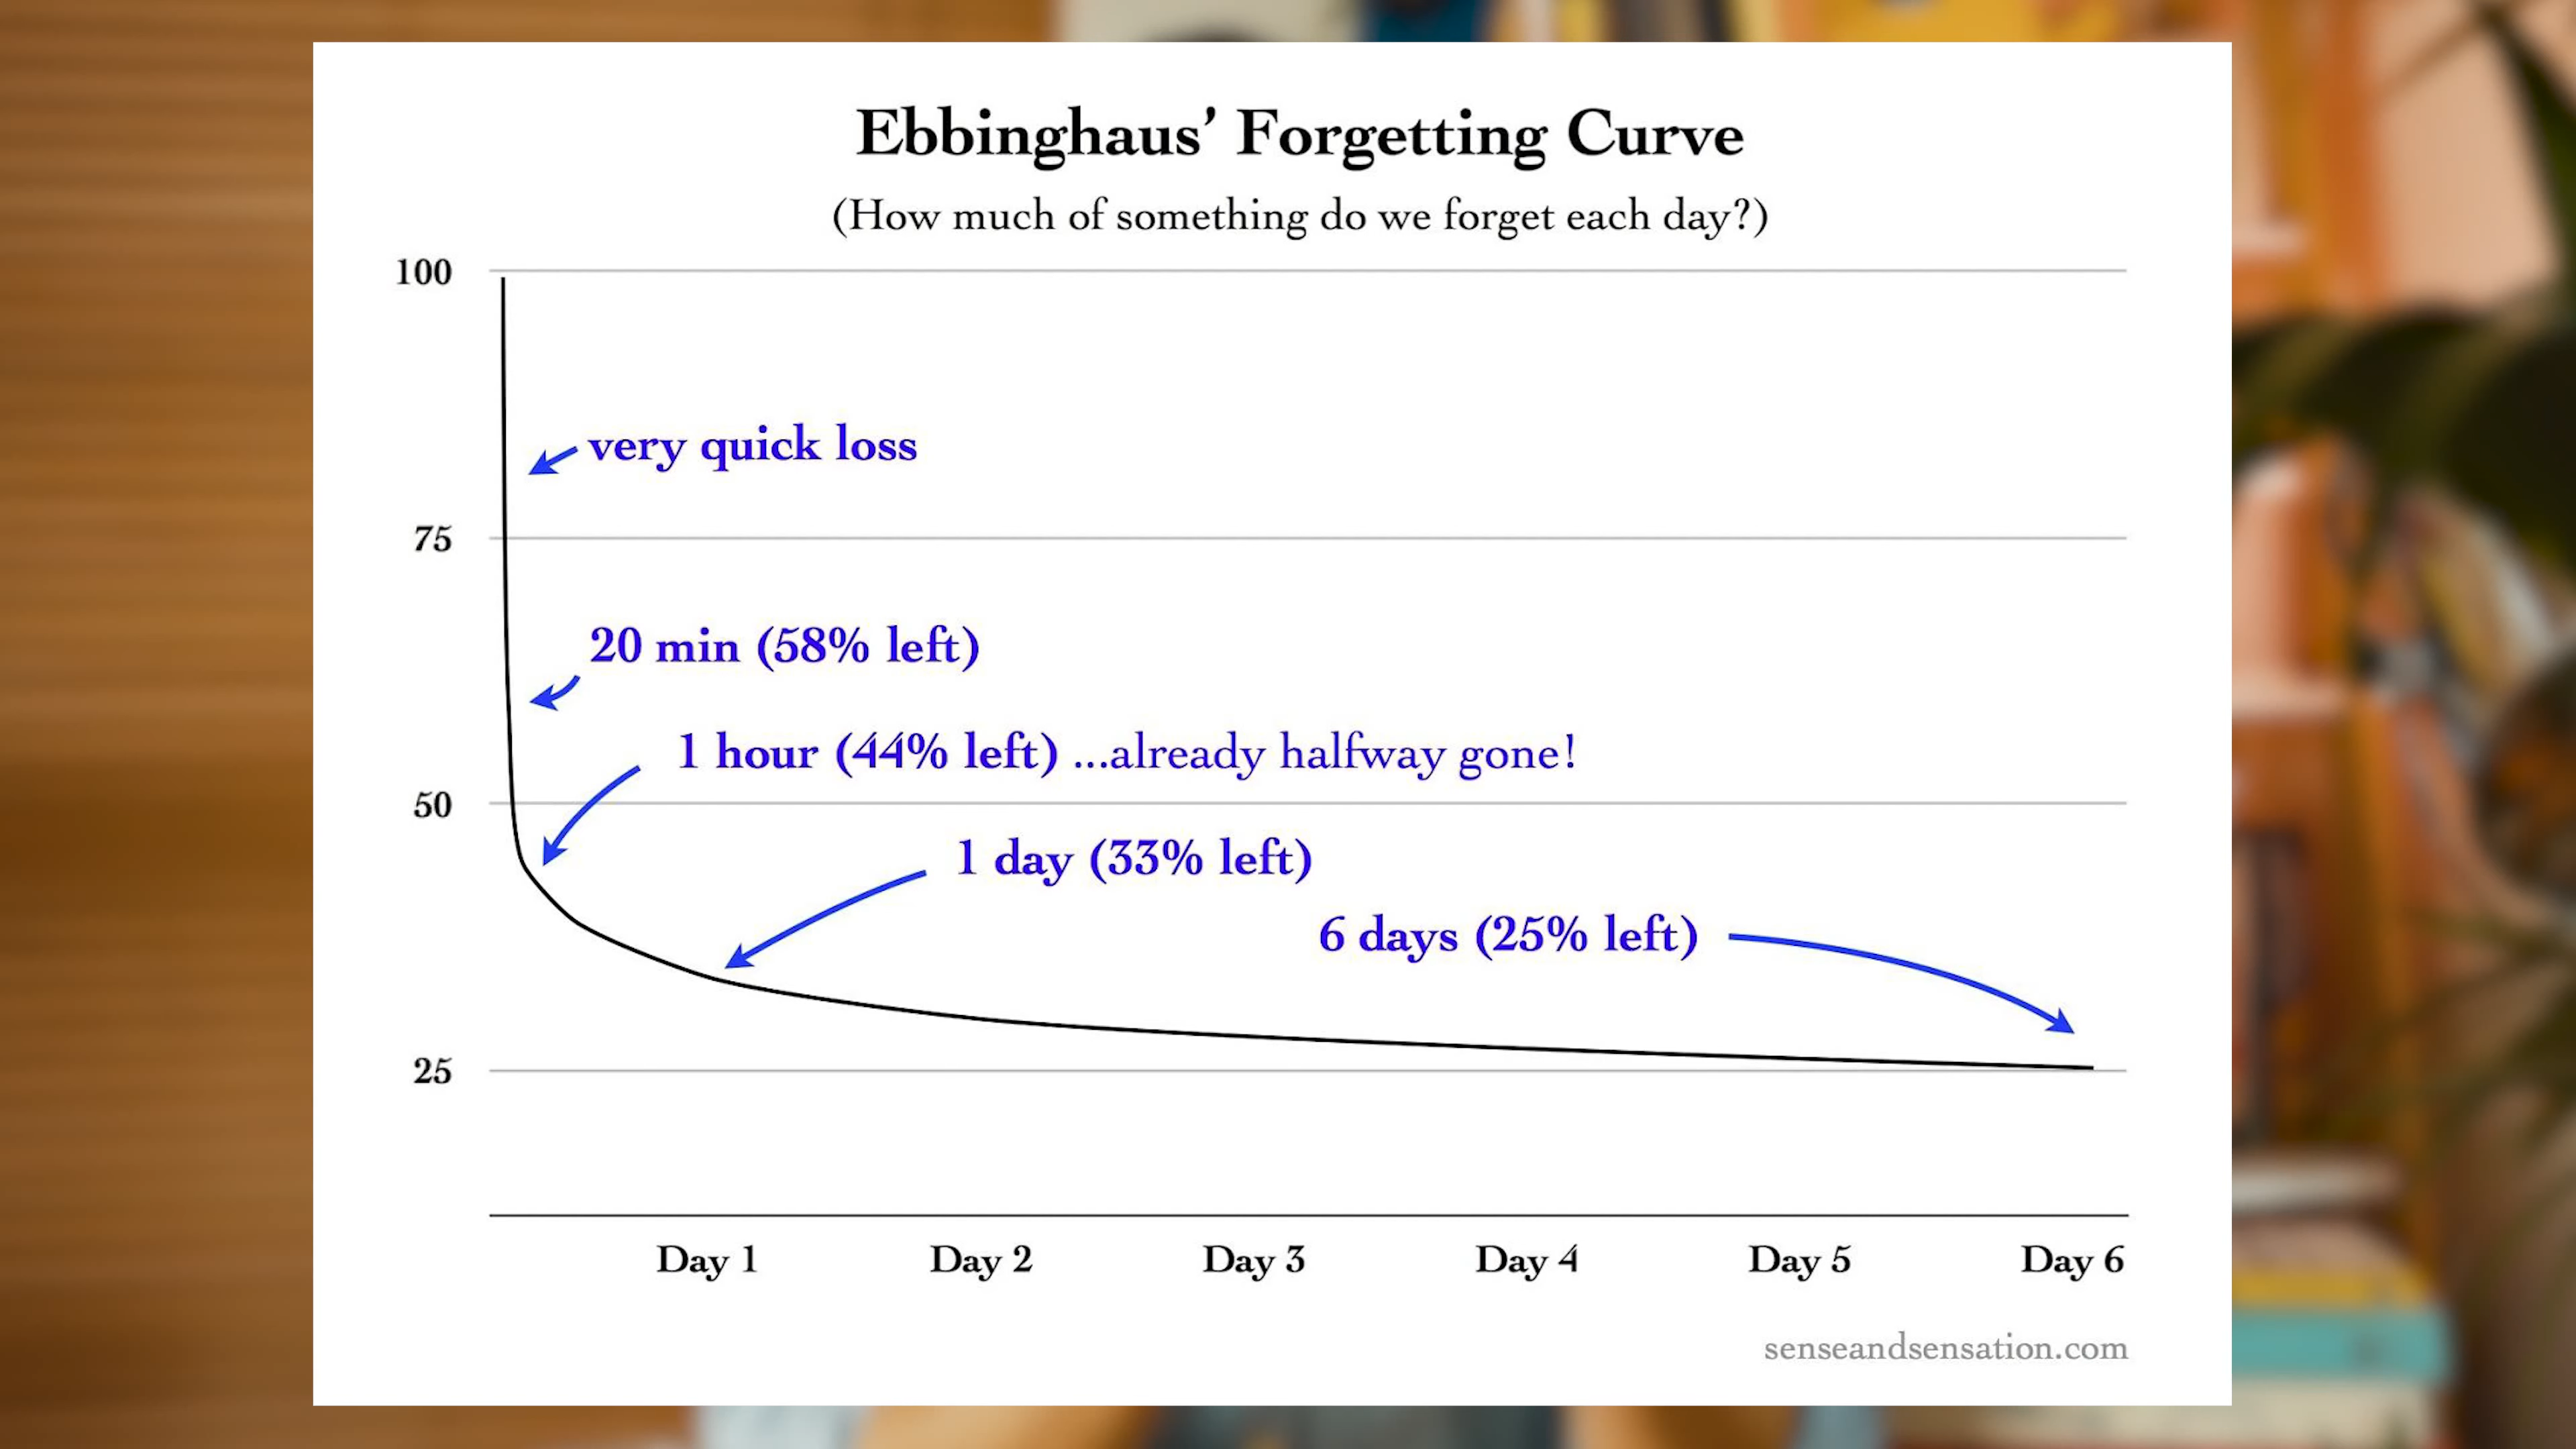 Ebbinghaus’ Forgetting Curve
(How much of something do we forget each day?)
100
very quick loss
75
20 min (58% left)
1 hour (44% left) ...already halfway gone!
50
1 day (33% left)
6 days (25% left)
25
Day 1 Day 2 Day 3 Day 4 Day 5 Day 6
senseandsensation.com